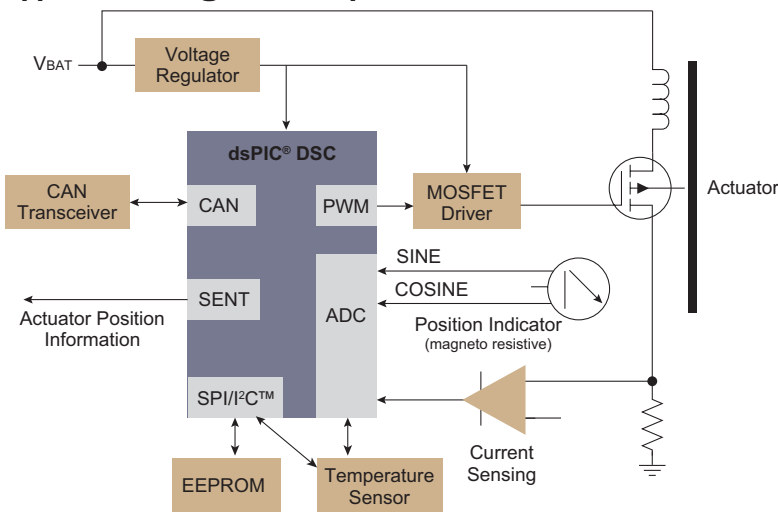 Voltage
Regulator
VBAT
dsPIC® DSC
CAN
Transceiver
CAN
PWM
MOSFET
Driver
Actuator
SINE
COSINE
SENT
ADC
Actuator Position
Information
Position Indicator
(magneto resistive)
SPI/I²C™
Current
Sensing
EEPROM
Temperature
Sensor